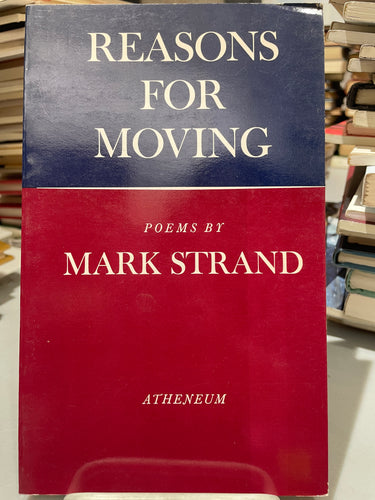 REASONS
FOR
MOVING
POEMS BY
MARK STRAND
ATHENEUM